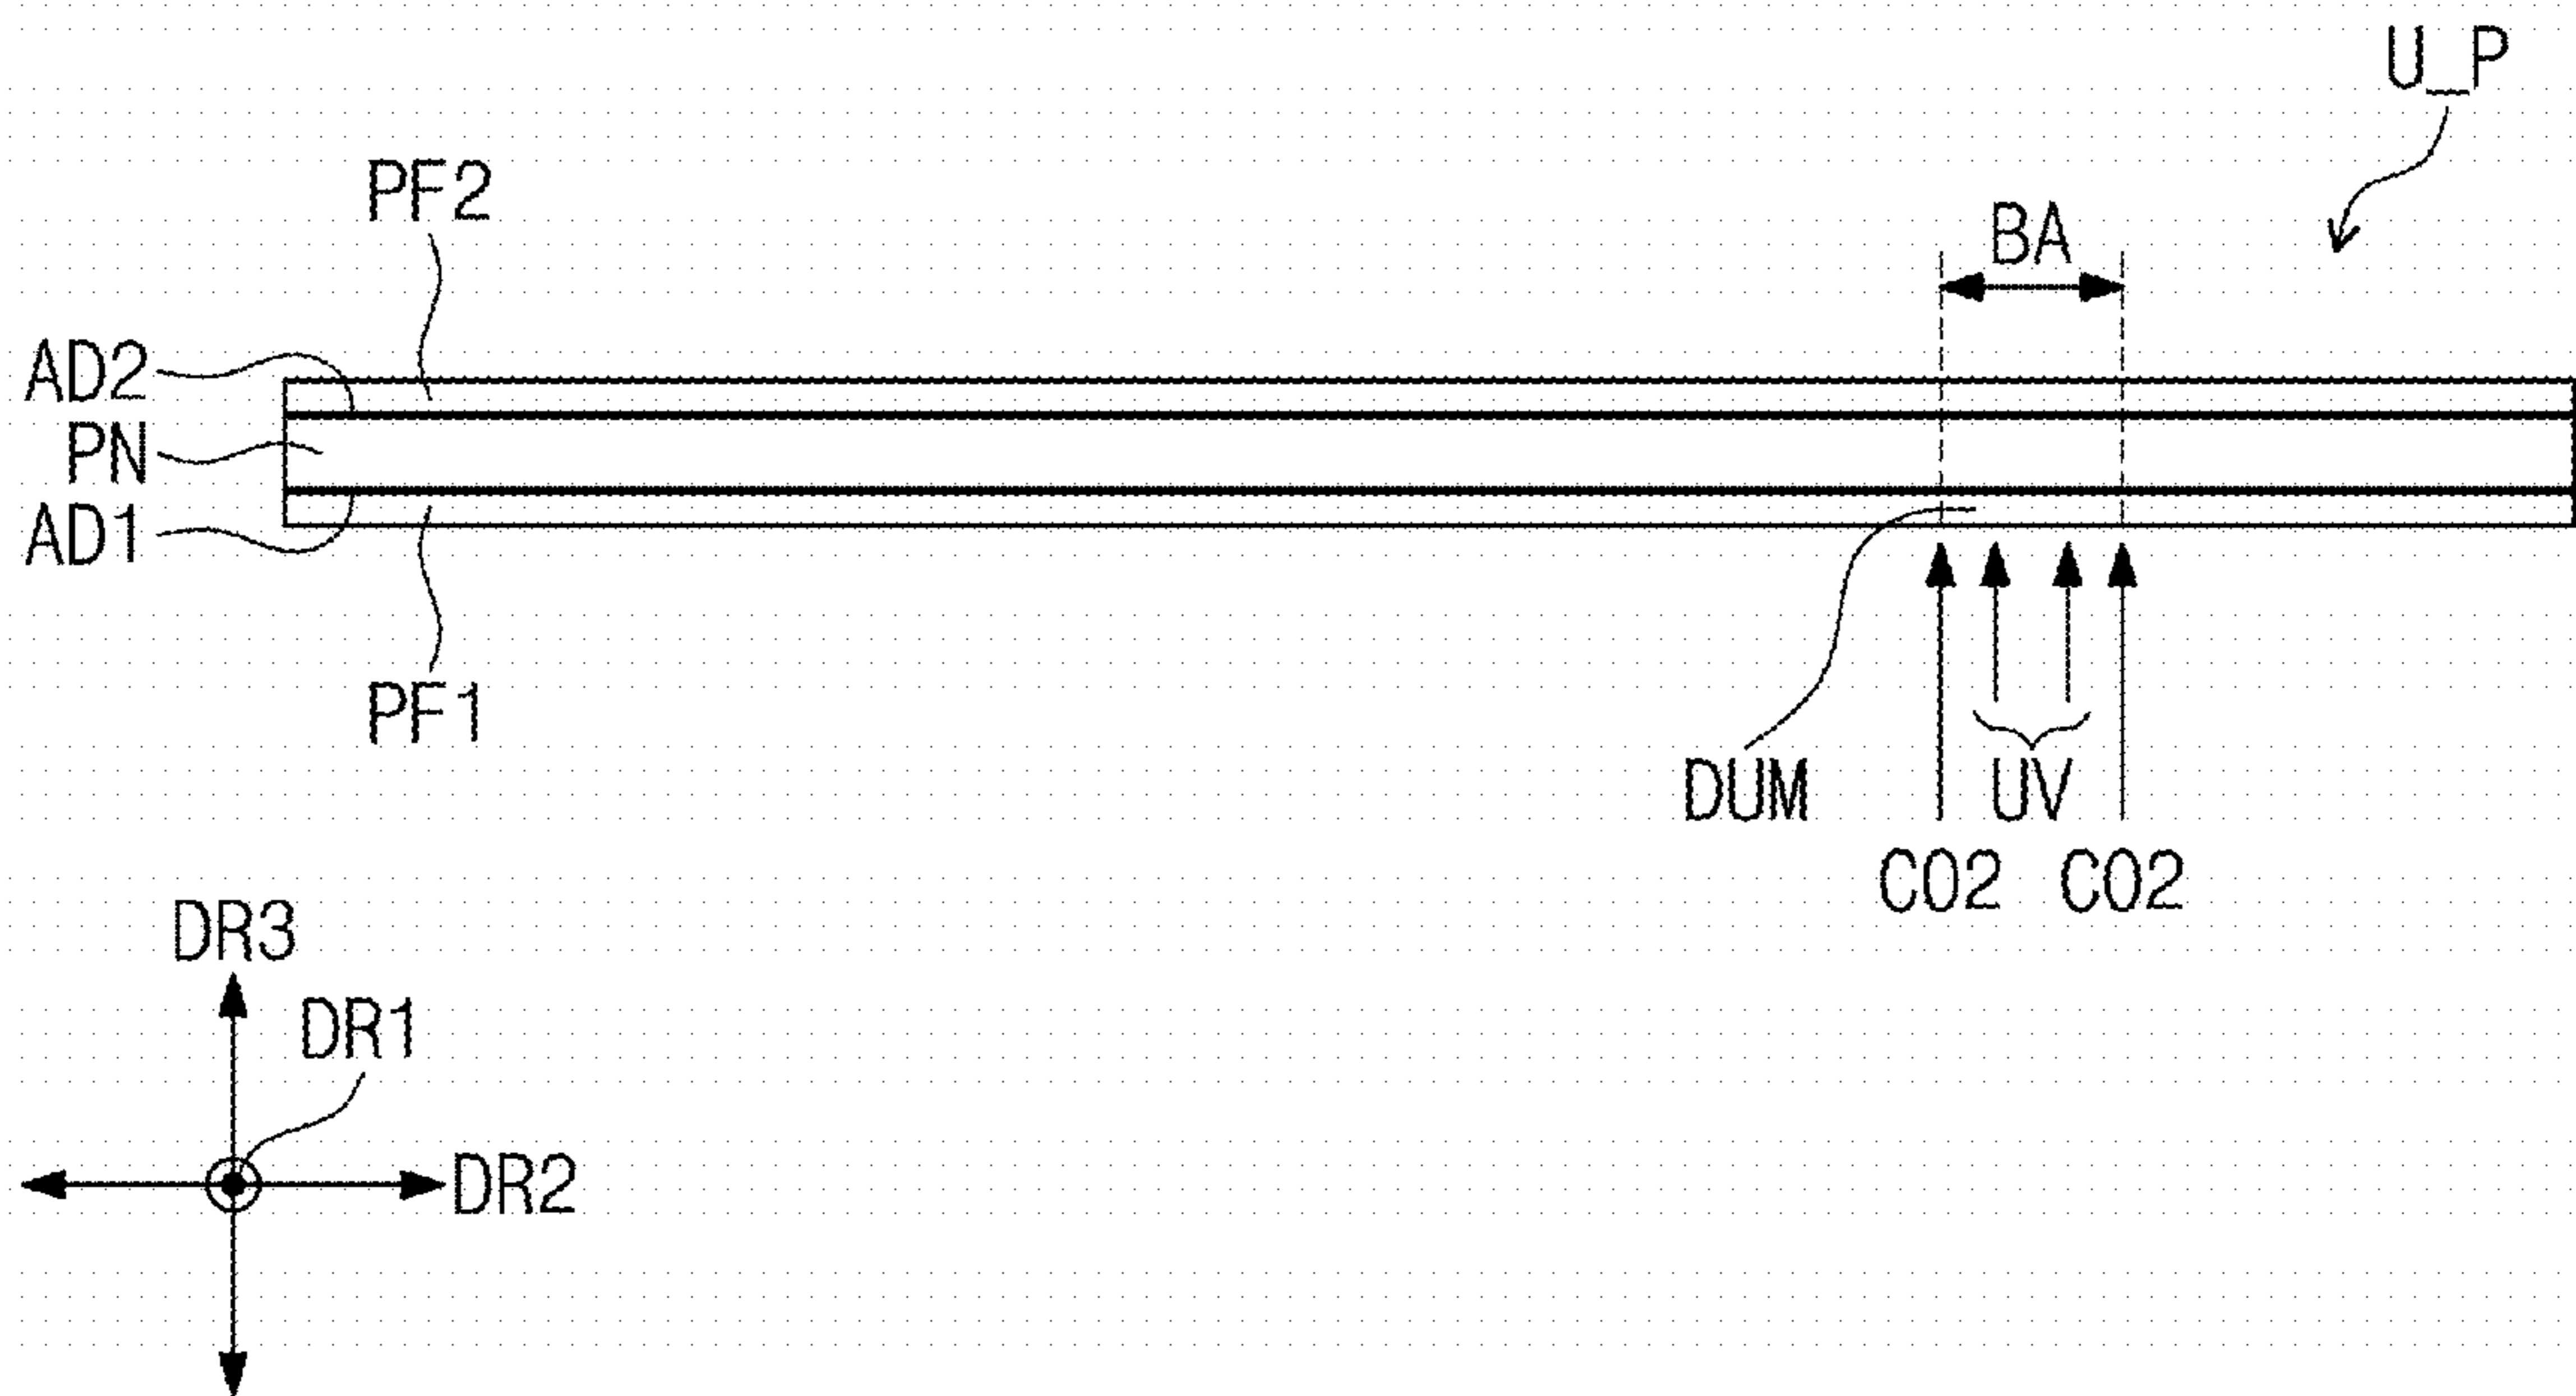 U_P
PF2
BA
AD2
PN
AD1
PF1
DUM
UV
CO2 CO2
DR3
DR1
DR2